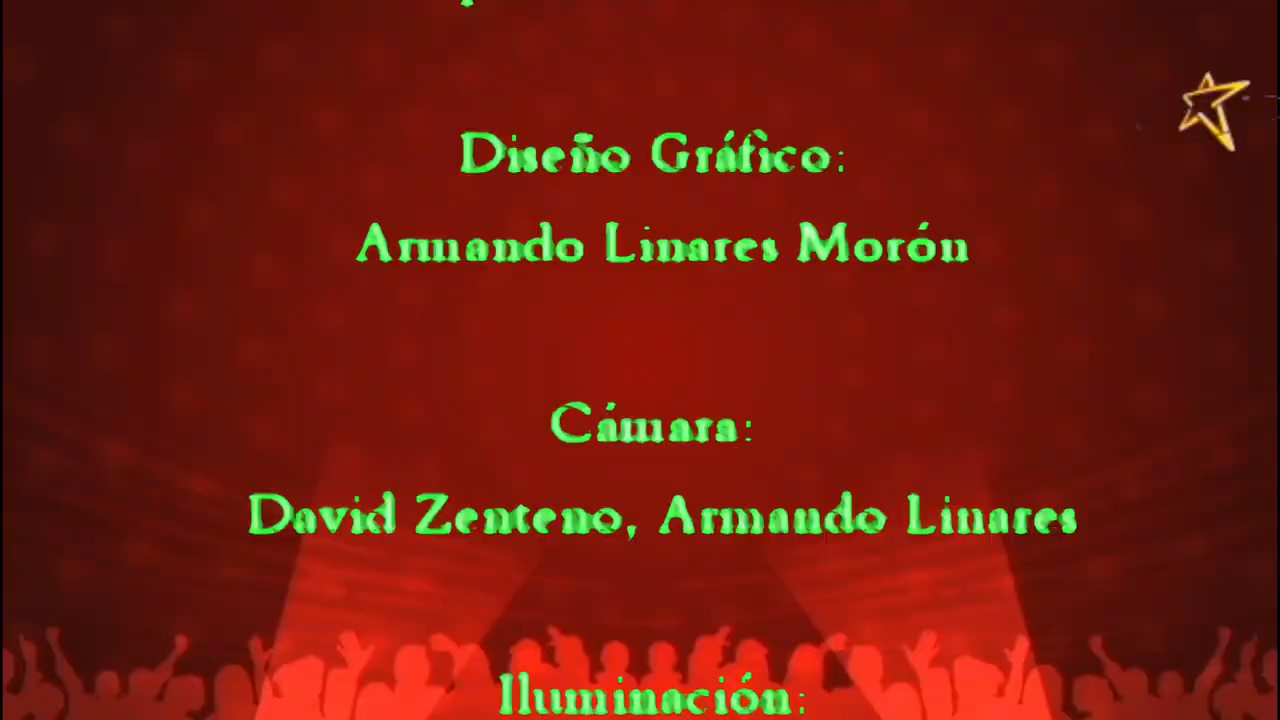 Diseño Gráfico:
Armando Linares Morón
Cámara:
David Zenteno, Armando Linares
Iluminación: